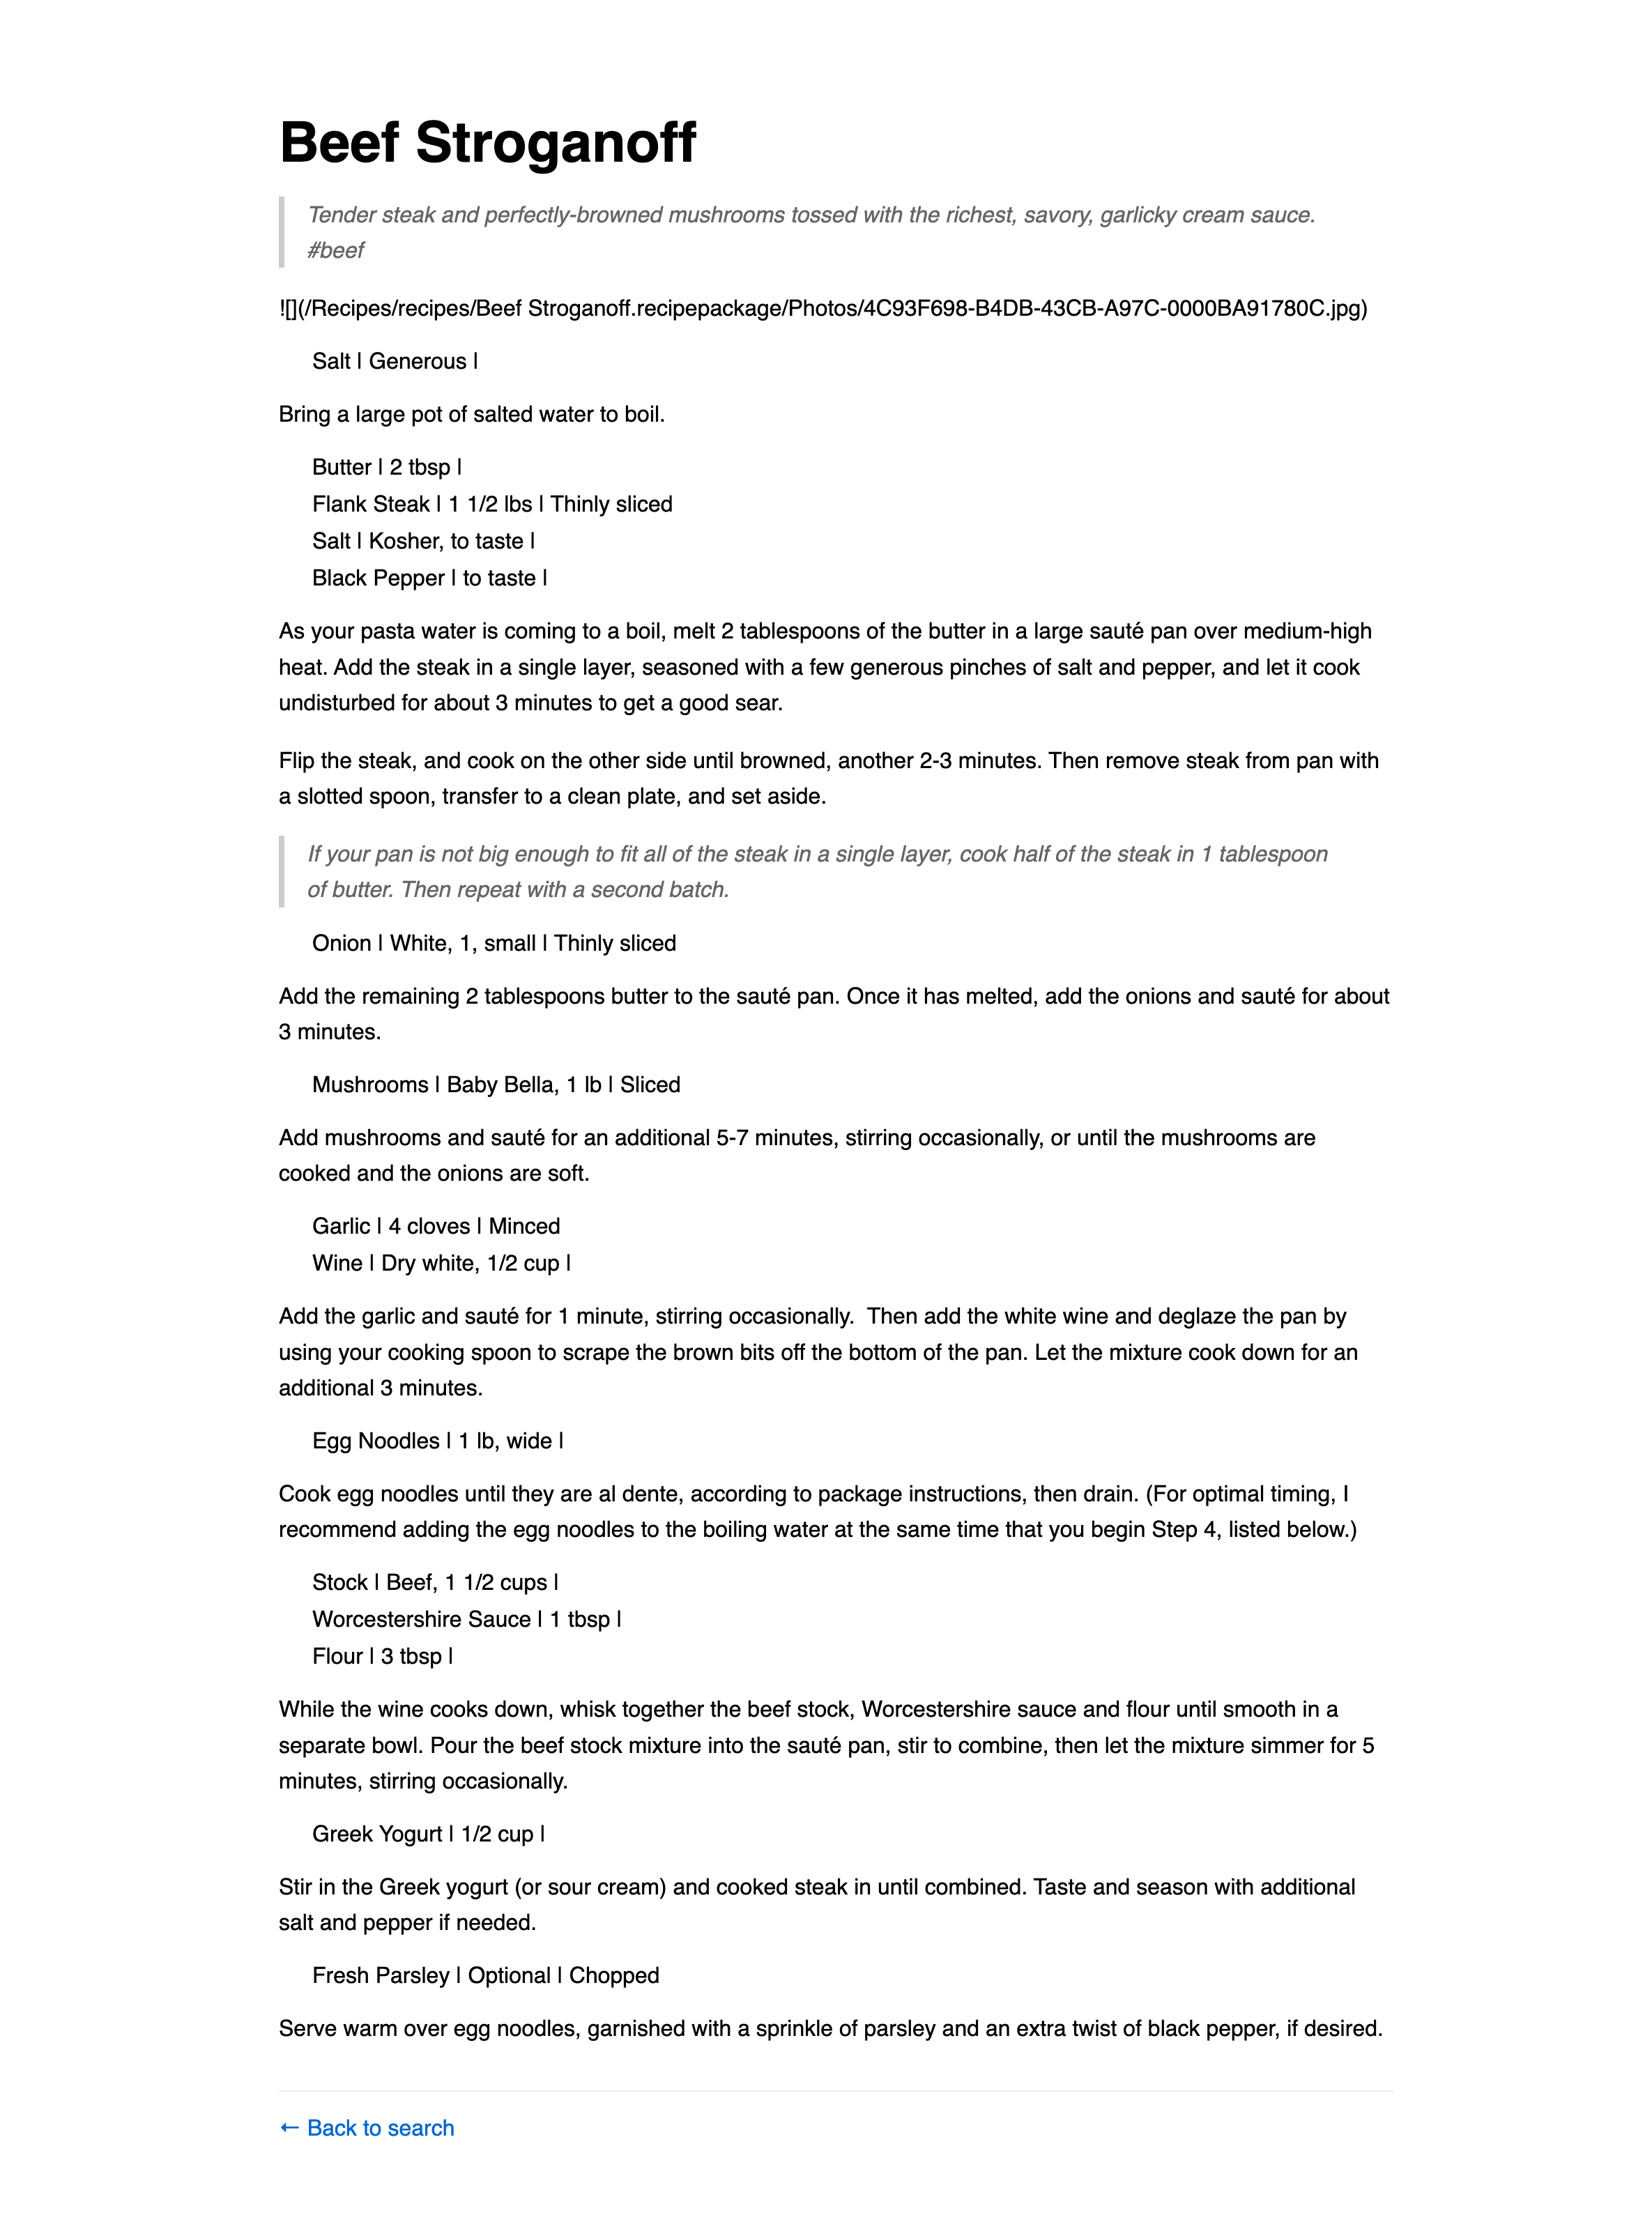 Beef Stroganoff
Tender steak and perfectly-browned mushrooms tossed with the richest, savory, garlicky cream sauce.
#beef
![](/Recipes/recipes/Beef Stroganoff.recipepackage/Photos/4C93F698-B4DB-43CB-A97C-0000BA91780C.jpg)
Salt | Generous |
Bring a large pot of salted water to boil.
Butter | 2 tbsp |
Flank Steak | 1 1/2 lbs | Thinly sliced
Salt | Kosher, to taste |
Black Pepper | to taste |
As your pasta water is coming to a boil, melt 2 tablespoons of the butter in a large sauté pan over medium-high
heat. Add the steak in a single layer, seasoned with a few generous pinches of salt and pepper, and let it cook
undisturbed for about 3 minutes to get a good sear.
Flip the steak, and cook on the other side until browned, another 2-3 minutes. Then remove steak from pan with
a slotted spoon, transfer to a clean plate, and set aside.
If your pan is not big enough to fit all of the steak in a single layer, cook half of the steak in 1 tablespoon
of butter. Then repeat with a second batch.
Onion | White, 1, small | Thinly sliced
Add the remaining 2 tablespoons butter to the sauté pan. Once it has melted, add the onions and sauté for about
3 minutes.
Mushrooms | Baby Bella, 1 lb | Sliced
Add mushrooms and sauté for an additional 5-7 minutes, stirring occasionally, or until the mushrooms are
cooked and the onions are soft.
Garlic | 4 cloves | Minced
Wine | Dry white, 1/2 cup |
Add the garlic and sauté for 1 minute, stirring occasionally.  Then add the white wine and deglaze the pan by
using your cooking spoon to scrape the brown bits off the bottom of the pan. Let the mixture cook down for an
additional 3 minutes.
Egg Noodles | 1 lb, wide |
Cook egg noodles until they are al dente, according to package instructions, then drain. (For optimal timing, I
recommend adding the egg noodles to the boiling water at the same time that you begin Step 4, listed below.)
Stock | Beef, 1 1/2 cups |
Worcestershire Sauce | 1 tbsp |
Flour | 3 tbsp |
While the wine cooks down, whisk together the beef stock, Worcestershire sauce and flour until smooth in a
separate bowl. Pour the beef stock mixture into the sauté pan, stir to combine, then let the mixture simmer for 5
minutes, stirring occasionally.
Greek Yogurt | 1/2 cup |
Stir in the Greek yogurt (or sour cream) and cooked steak in until combined. Taste and season with additional
salt and pepper if needed.
Fresh Parsley | Optional | Chopped
Serve warm over egg noodles, garnished with a sprinkle of parsley and an extra twist of black pepper, if desired.
← Back to search